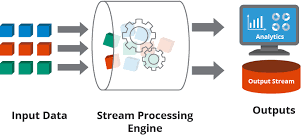 Analytics
Output Stream
Input Data
Stream Processing
Engine
Outputs